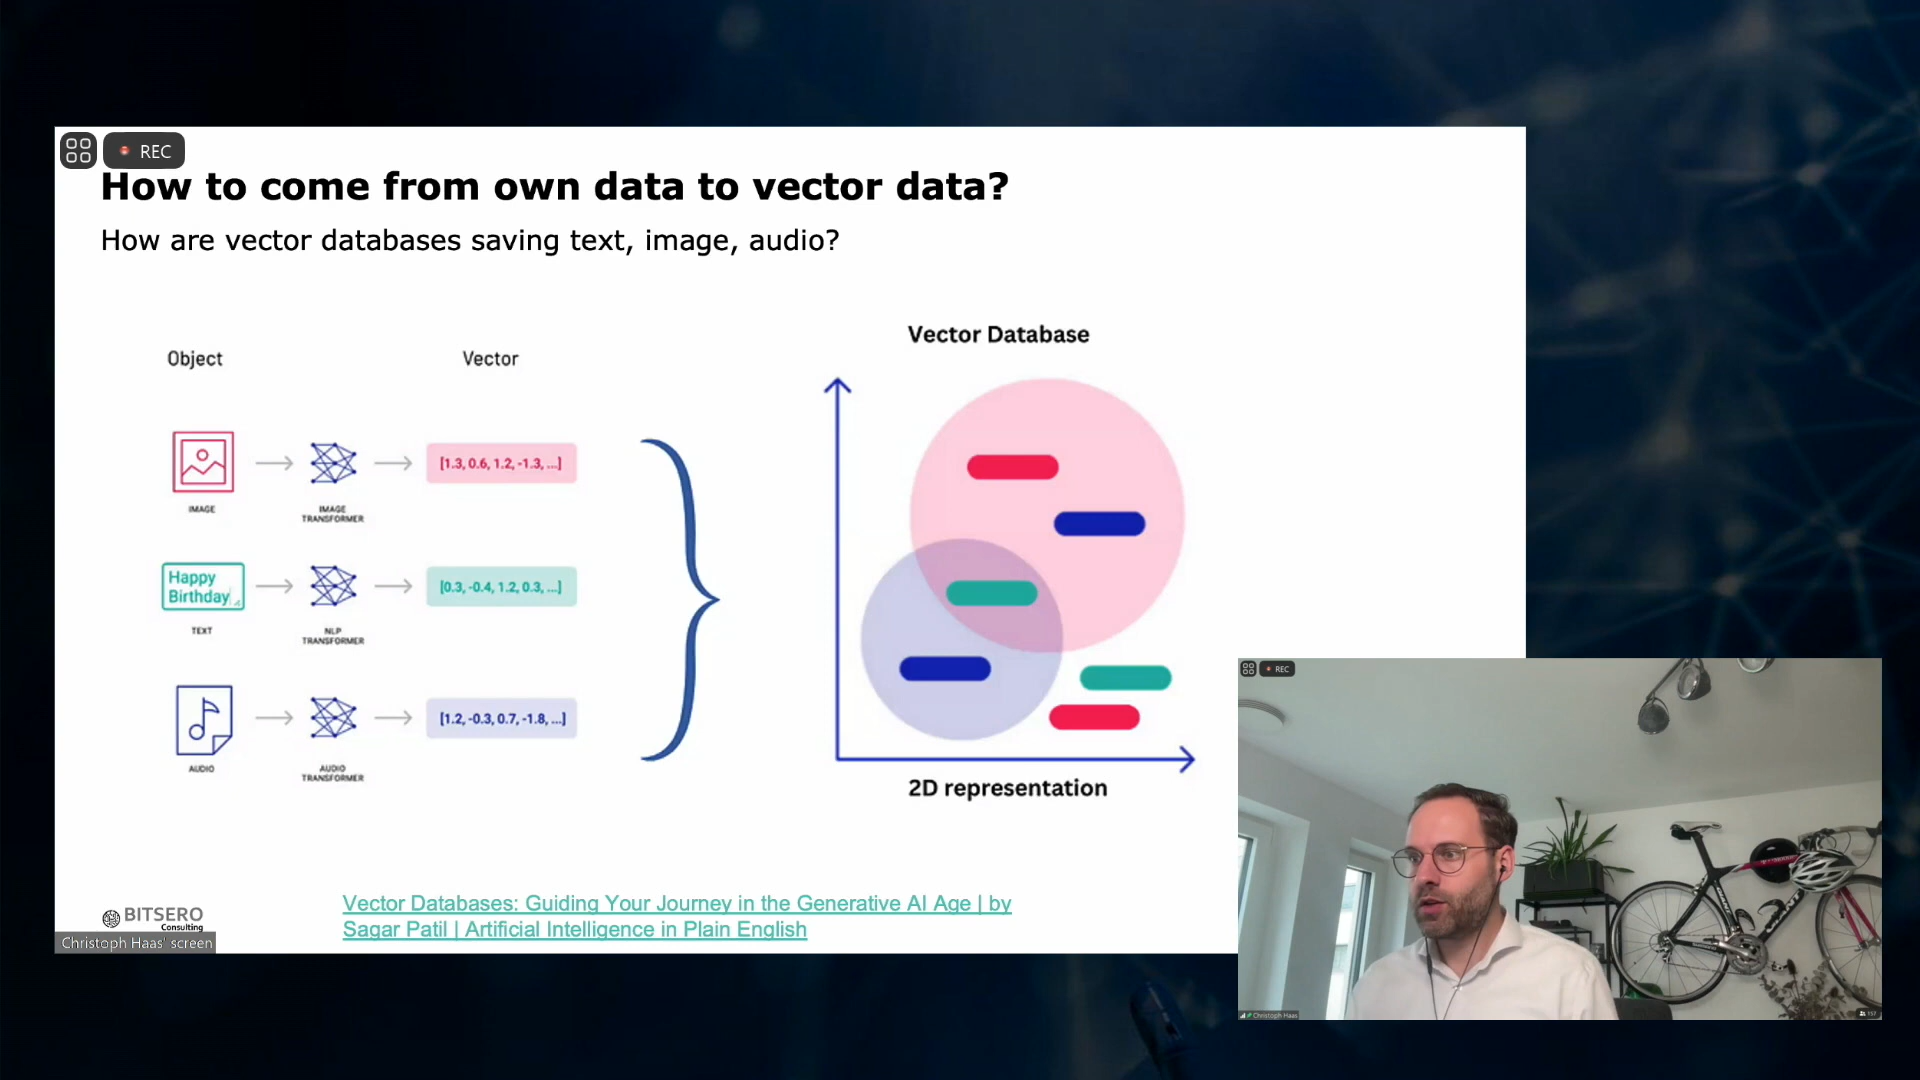 REC
How to come from own data to vector data?
How are vector databases saving text, image, audio?
Object
Vector
IMAGE
IMAGE
TRANSFORMER
[1.3, 0.6, 1.2, -1.3, ...]
Happy
Birthday
TEXT
NLP
TRANSFORMER
[0.3, -0.4, 1.2, 0.3, ...]
AUDIO
AUDIO
TRANSFORMER
[1.2, -0.3, 0.7, -1.8, ...]
Vector Database
2D representation
BITSERO
Consulting
Christoph Haas' screen
Vector Databases: Guiding Your Journey in the Generative AI Age | by
Sagar Patil | Artificial Intelligence in Plain English
REC
Christoph Haas
157